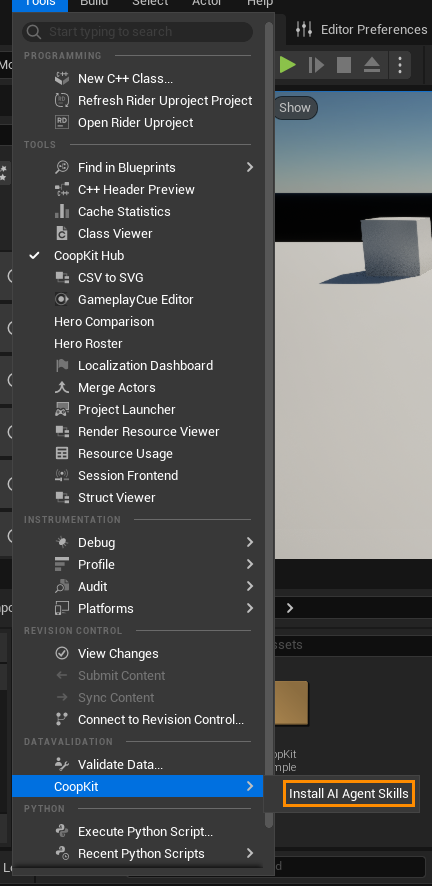 Tools Build Select Actor Help
Start typing to search
Editor Preferences
PROGRAMMING
New C++ Class...
Refresh Rider Uproject Project
Open Rider Uproject
Show
TOOLS
Find in Blueprints
C++ Header Preview
Cache Statistics
Class Viewer
CoopKit Hub
CSV to SVG
GameplayCue Editor
Hero Comparison
Hero Roster
Localization Dashboard
Merge Actors
Project Launcher
Render Resource Viewer
Resource Usage
Session Frontend
Struct Viewer
INSTRUMENTATION
Debug
Profile
Audit
Platforms
REVISION CONTROL
View Changes
Submit Content
Sync Content
Connect to Revision Control...
DATAVALIDATION
Validate Data...
CoopKit
Install AI Agent Skills
PYTHON
Execute Python Script...
Recent Python Scripts